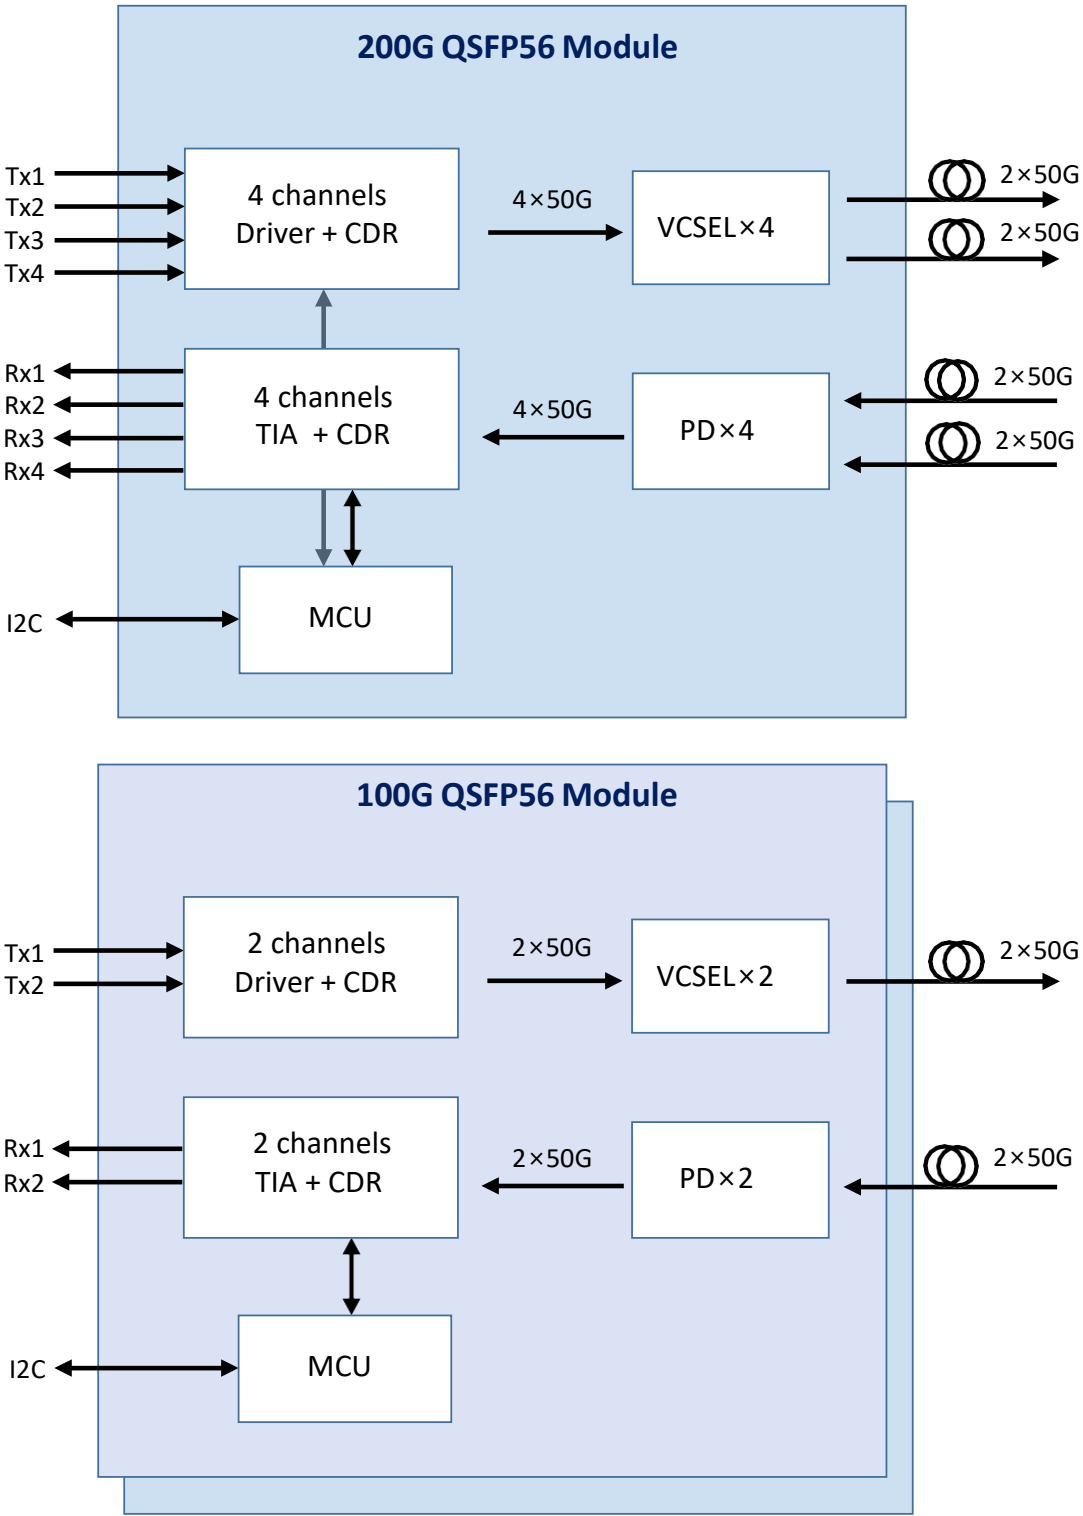 200G QSFP56 Module
Tx1
Tx2
Tx3
Tx4
4 channels
Driver + CDR
4×50G
VCSEL×4
2×50G
2×50G
Rx1
Rx2
Rx3
Rx4
4 channels
TIA + CDR
4×50G
PD×4
2×50G
2×50G
I2C
MCU
100G QSFP56 Module
Tx1
Tx2
2 channels
Driver + CDR
2×50G
VCSEL×2
2×50G
Rx1
Rx2
2 channels
TIA + CDR
2×50G
PD×2
2×50G
I2C
MCU